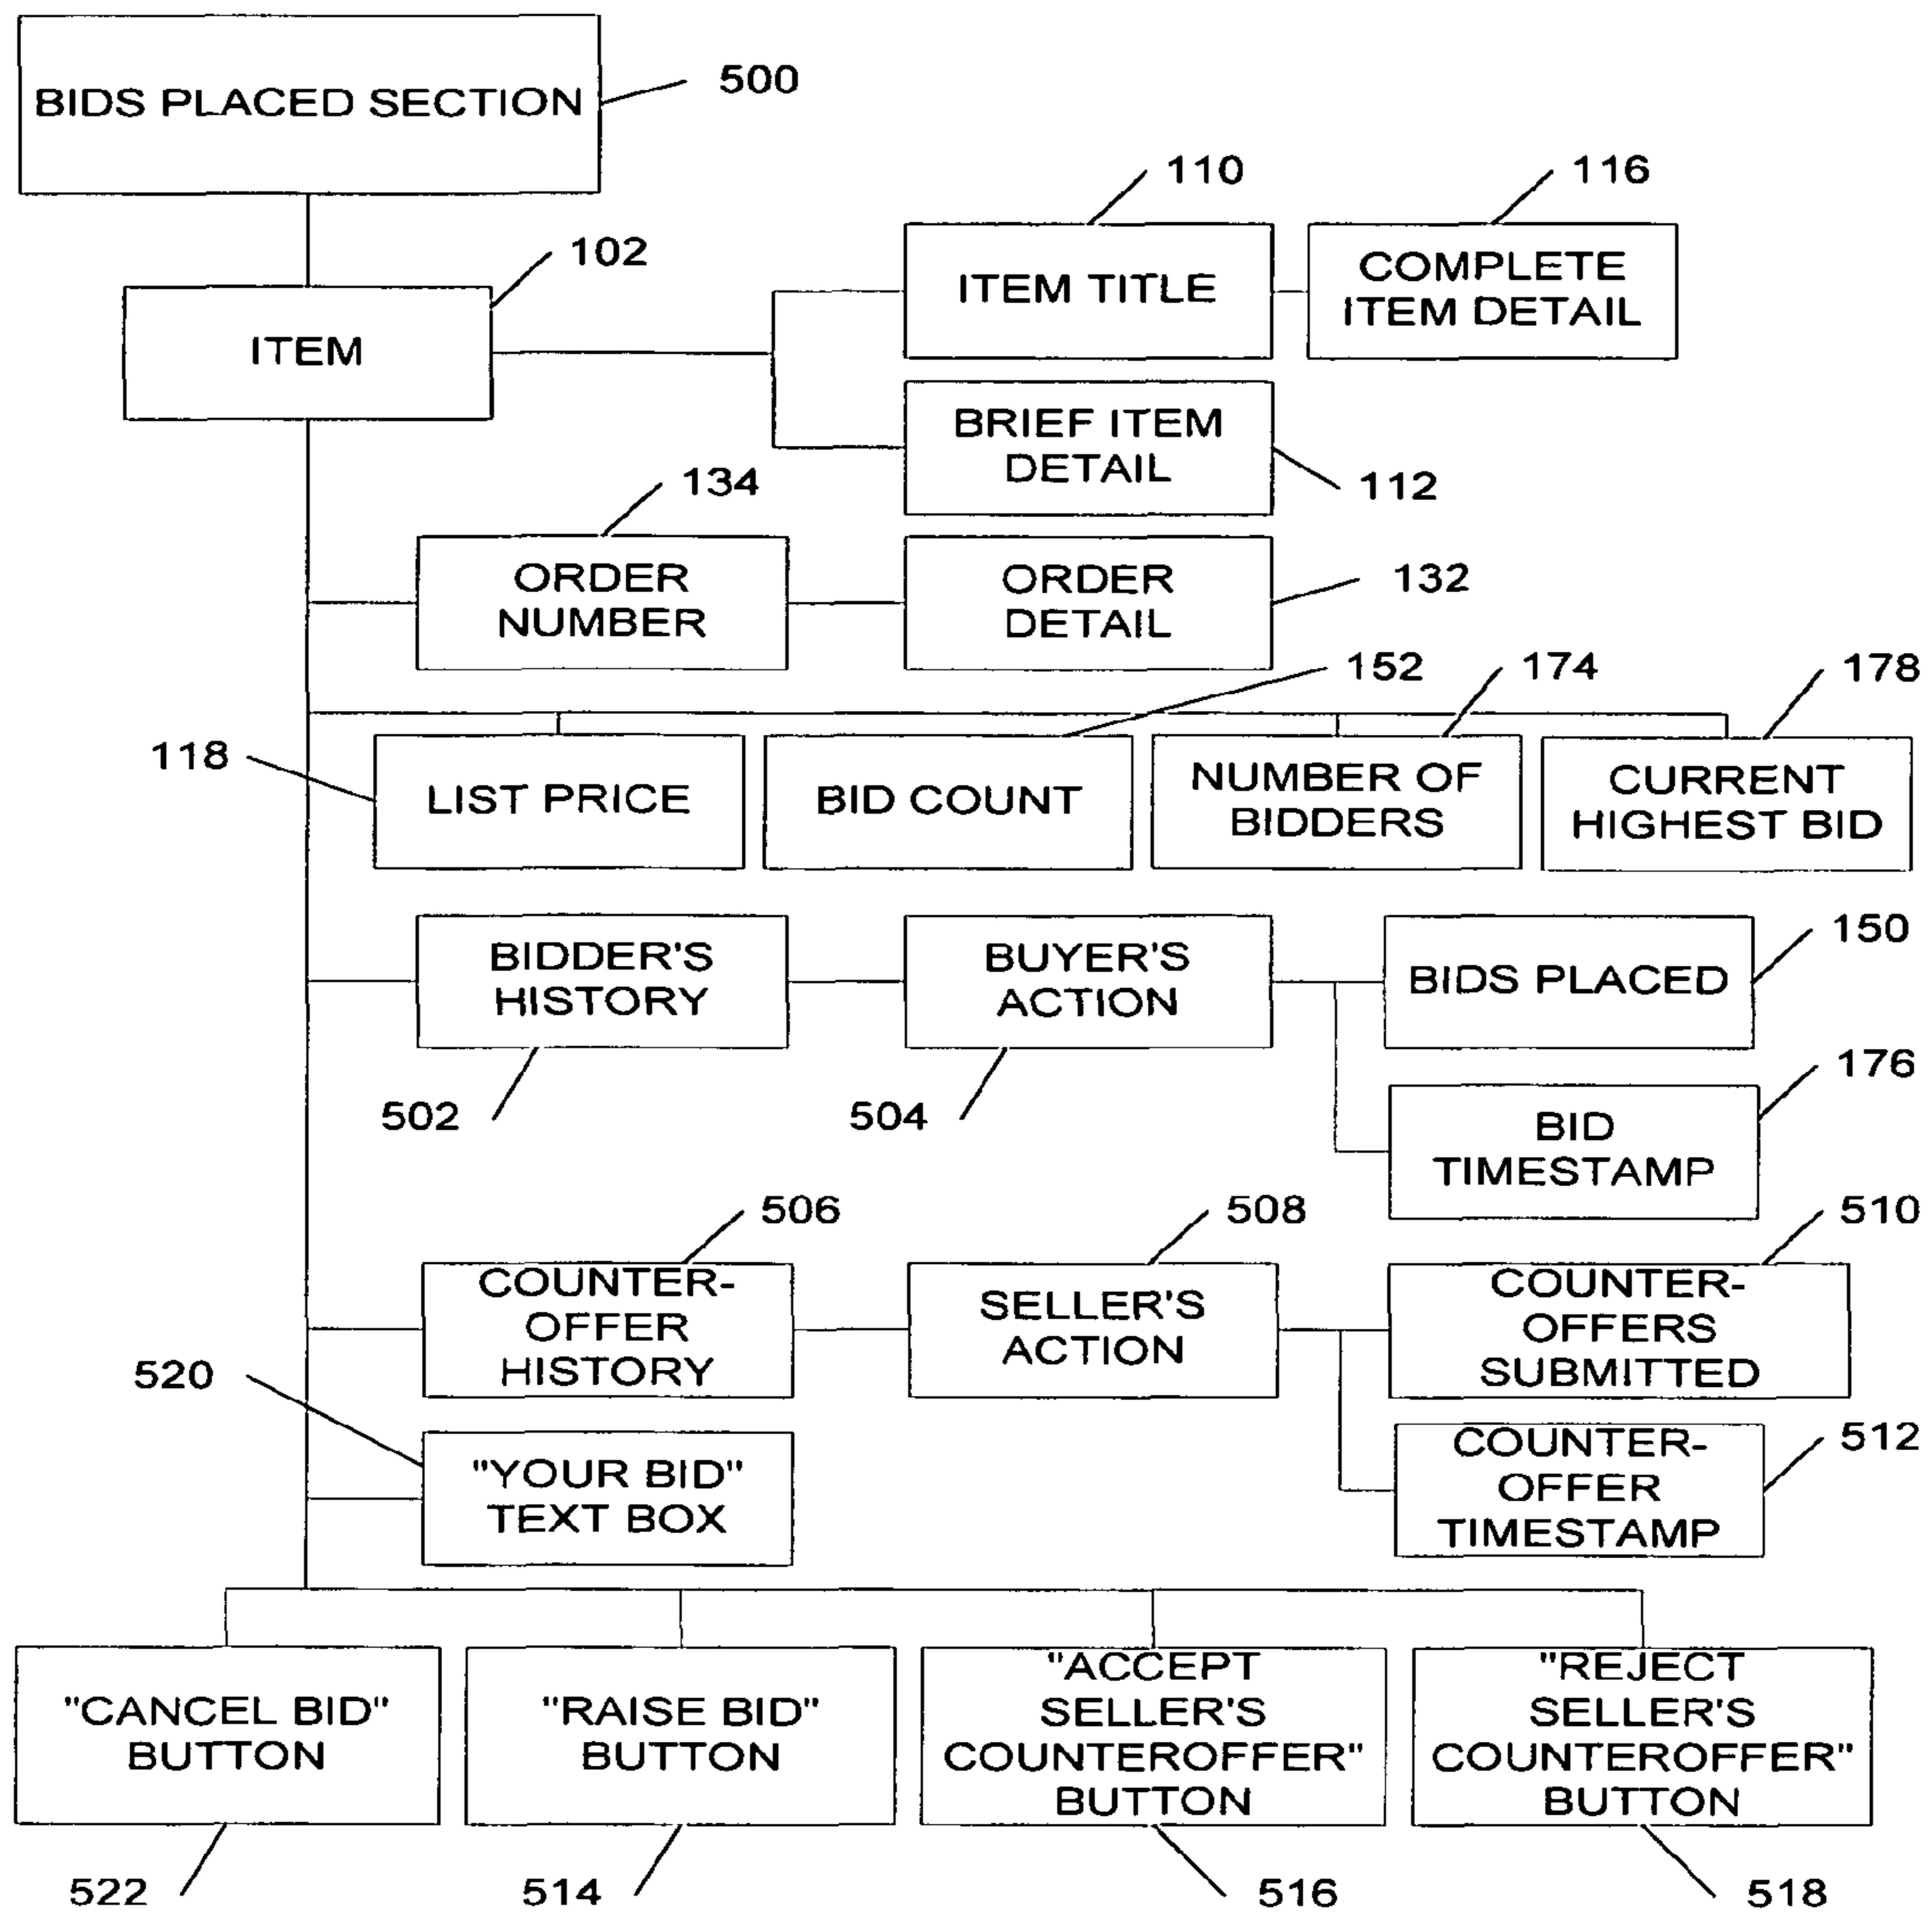 BIDS PLACED SECTION
500
110
116
102
ITEM TITLE
COMPLETE
ITEM DETAIL
ITEM
BRIEF ITEM
DETAIL
112
134
ORDER
NUMBER
ORDER
DETAIL
132
152
174
178
118
LIST PRICE
BID COUNT
NUMBER OF
BIDDERS
CURRENT
HIGHEST BID
BIDDER'S
HISTORY
BUYER'S
ACTION
BIDS PLACED
150
502
504
176
BID
TIMESTAMP
506
508
510
COUNTER-
OFFER
HISTORY
SELLER'S
ACTION
COUNTER-
OFFERS
SUBMITTED
520
"YOUR BID"
TEXT BOX
COUNTER-
OFFER
TIMESTAMP
512
"CANCEL BID"
BUTTON
"RAISE BID"
BUTTON
"ACCEPT
SELLER'S
COUNTEROFFER"
BUTTON
"REJECT
SELLER'S
COUNTEROFFER"
BUTTON
522
514
516
518